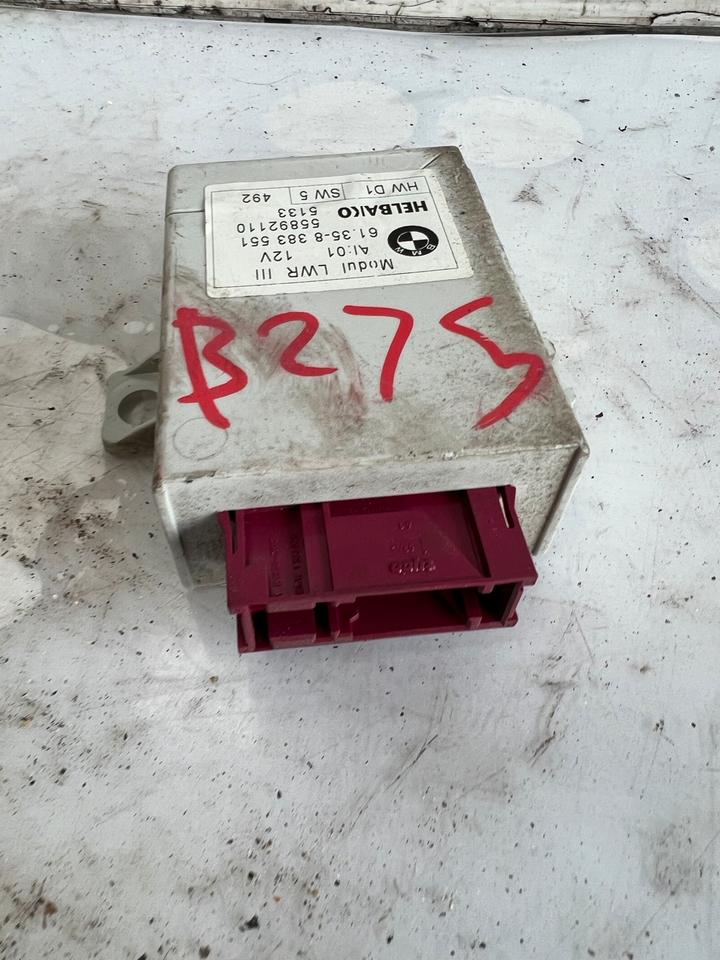 Modul LWR III
AI:01 12V
61.35-8 383 551
55892110
HELBAKO 5133
HW D1 SW 5 492
BMW
B275